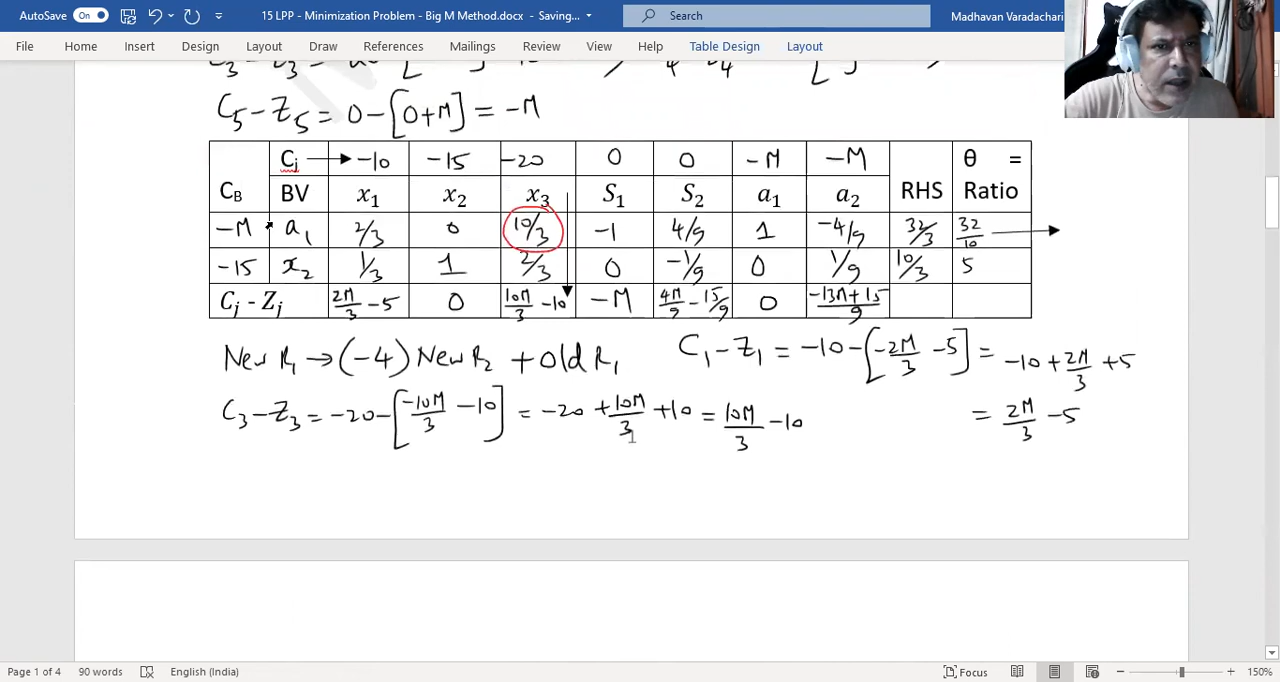 AutoSave On 15 LPP - Minimization Problem - Big M Method.docx - Saving... Search Madhavan Varadachari
File Home Insert Design Layout References Mailings Review View Help Table Design Layout
C5 - Z5 = 0 - [0+M] = -M
CB Cj → -10 -15 -20 0 0 -M -M RHS θ = Ratio
BV x1 x2 x3 S1 S2 a1 a2
-M a1 2/3 0 10/3 -1 4/9 1 -4/9 32/3 32/10
-15 x2 1/3 1 2/3 0 -1/9 0 1/9 10/3 5
Cj - Zj 2M/3 - 5 0 10M/3 - 10 -M 4M/9 - 15/9 0 -13M+15/9
New R1 → (-4) New R2 + Old R1 C1 - Z1 = -10 - [-2M/3 - 5] = -10 + 2M/3 + 5
C3 - Z3 = -20 - [-10M/3 - 10] = -20 + 10M/3 + 10 = 10M/3 - 10 = 2M/3 - 5
Page 1 of 4 90 words English (India) Focus 150%